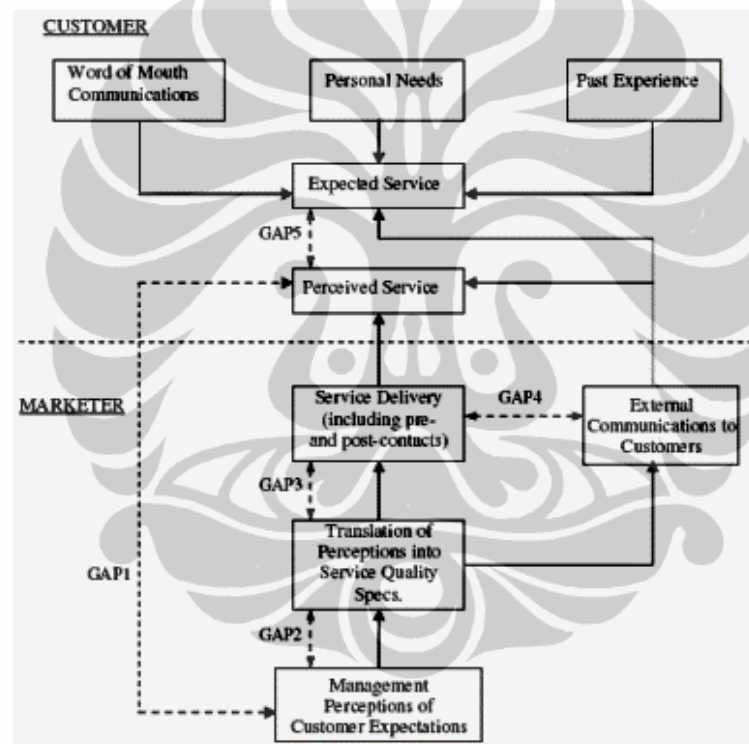 CUSTOMER
Word of Mouth
Communications
Personal Needs
Past Experience
Expected Service
GAP5
Perceived Service
MARKETER
Service Delivery
(including pre-
and post-contacts)
GAP4
External
Communications to
Customers
GAP3
Translation of
Perceptions into
Service Quality
Specs.
GAP1
GAP2
Management
Perceptions of
Customer Expectations